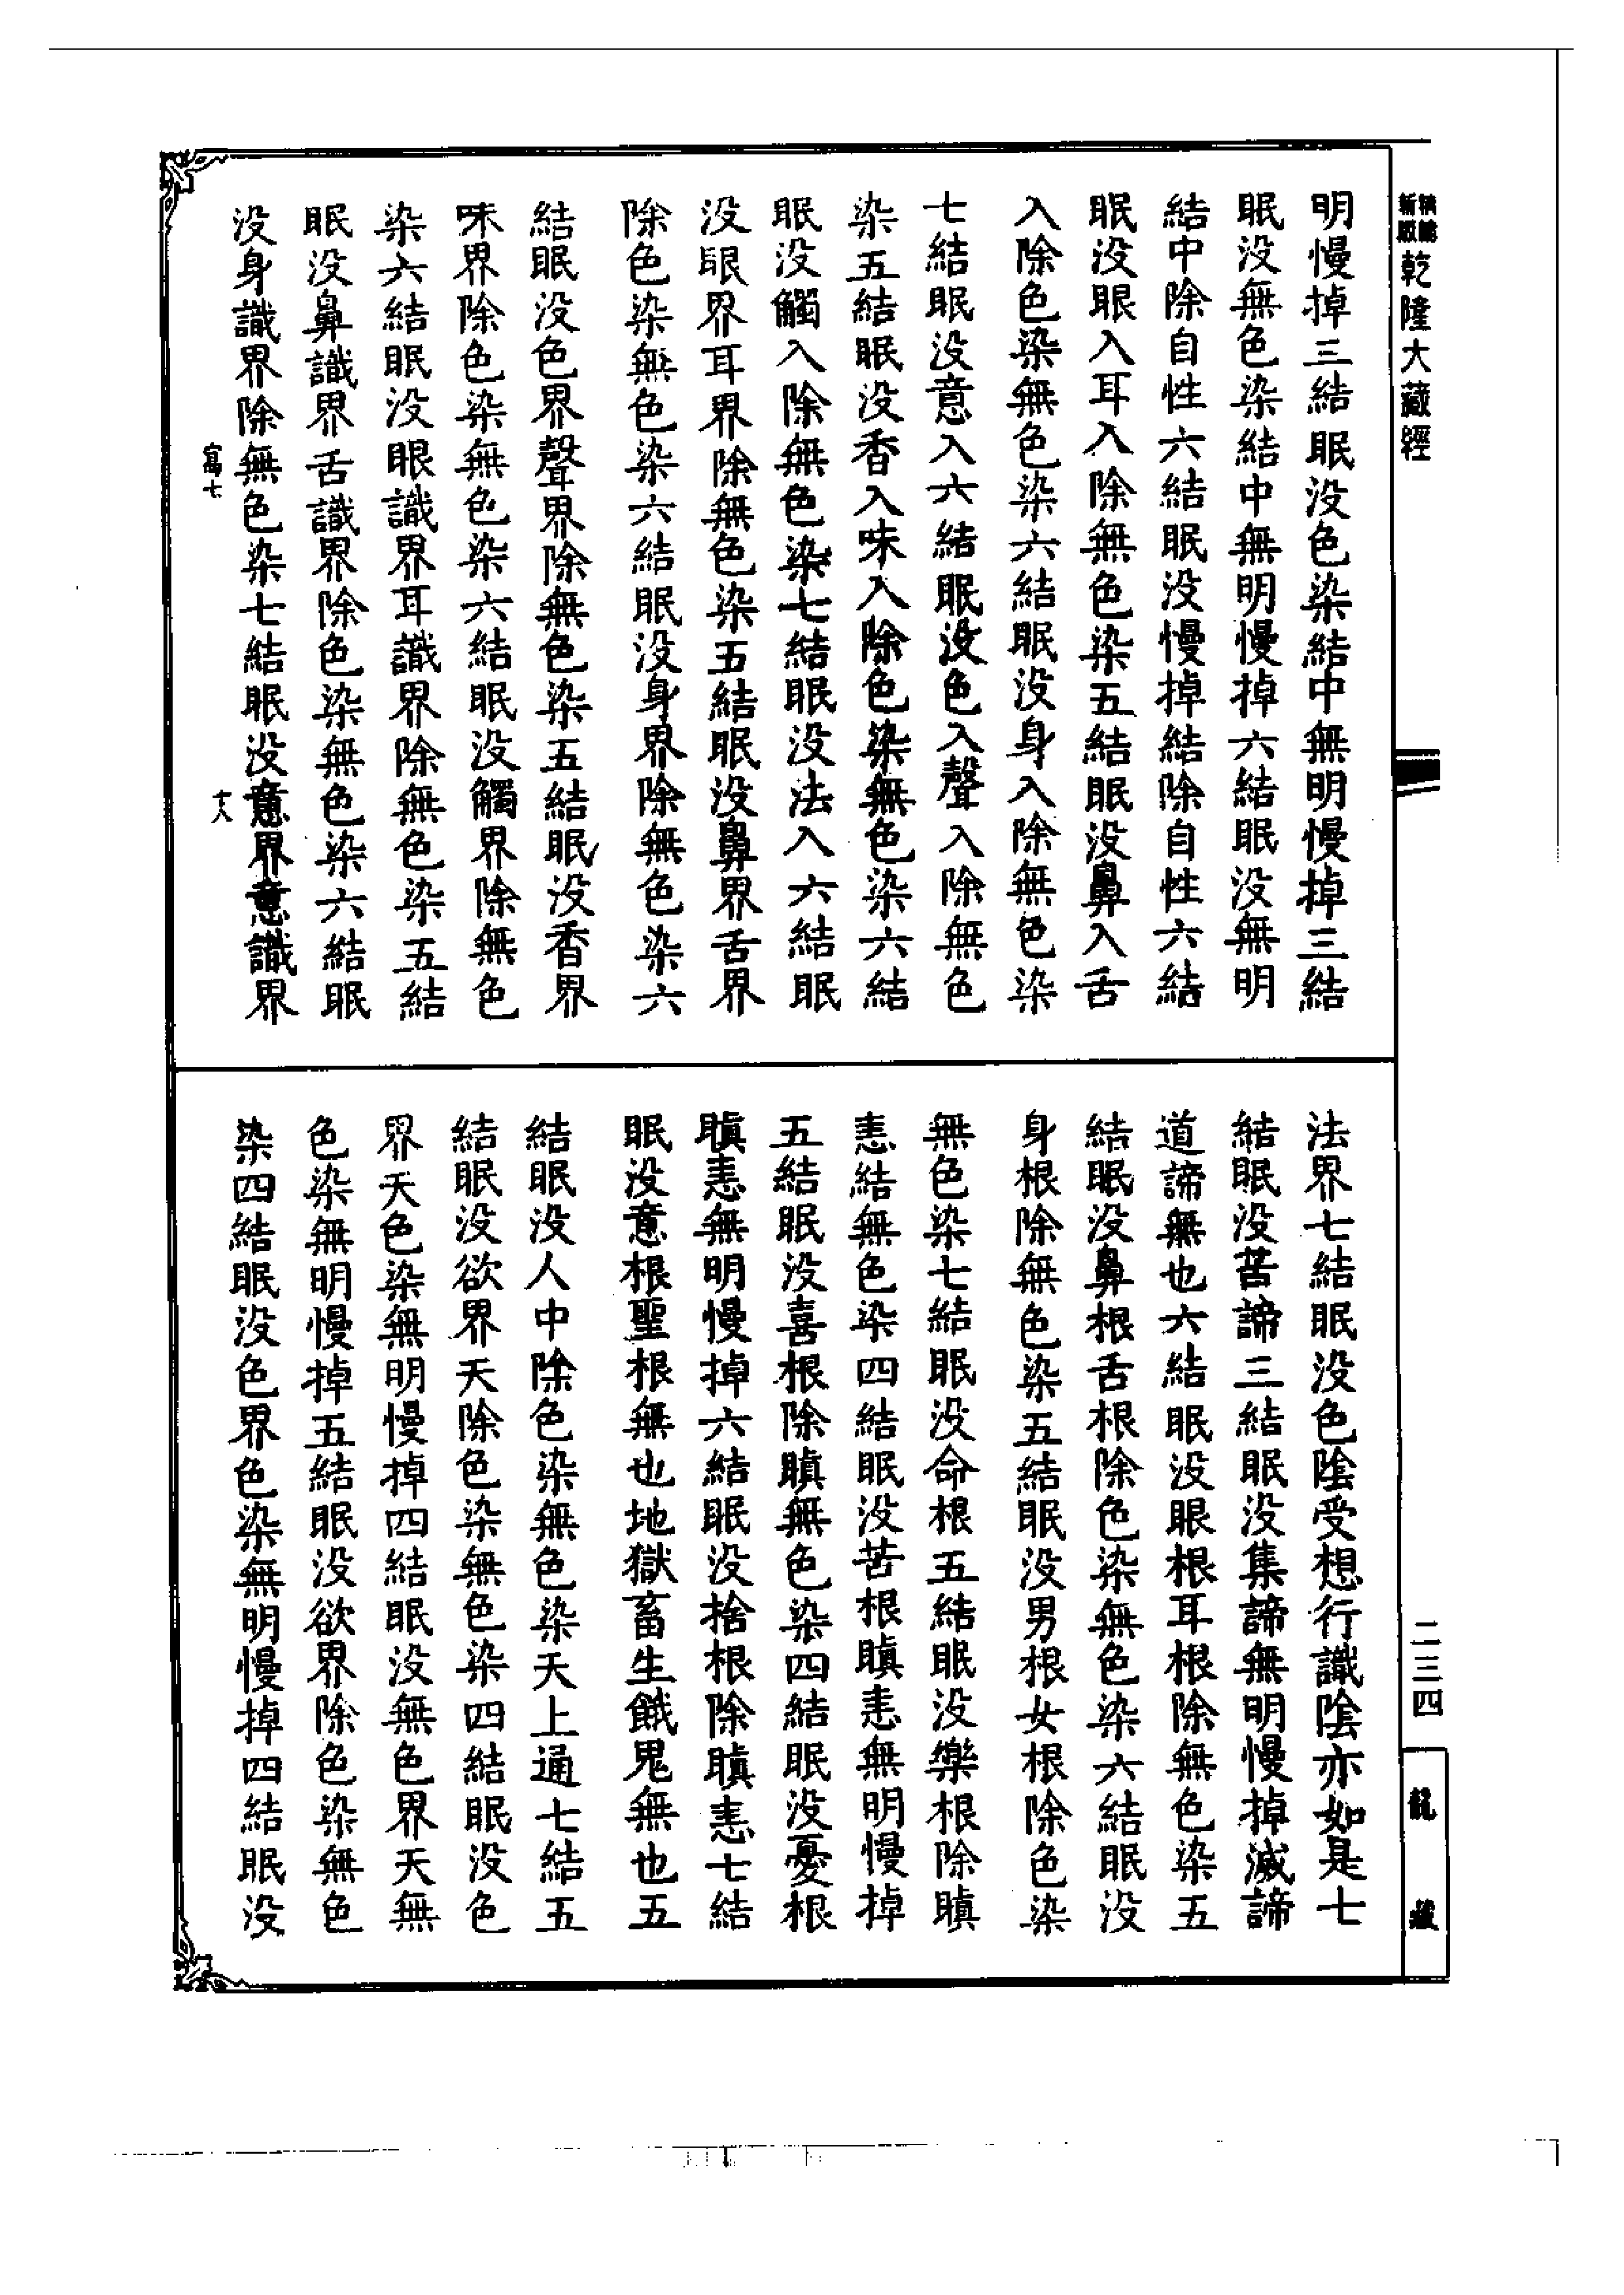 新版
乾隆大藏經
明慢掉三結眠没色染結中無明慢掉三結
眠没無色染結中無明慢掉六結眠没無明
結中除自性六結眠没慢掉結除自性六結
眠没眼入耳入除無色染五結眠没鼻入舌
入除色染無色染六結眠没身入除無色染
七結眠没意入六結眠没色入聲入除無色
染五結眠没香入味入除色染無色染六結
眠没觸入除無色染七結眠没法入六結眠
没眼界耳界除無色染五結眠没鼻界舌界
除色染無色染六結眠没身界除無色染六
結眠没色界聲界除無色染五結眠没香界
味界除色染無色染六結眠没觸界除無色
染六結眠没眼識界耳識界除無色染五結
眠没鼻識界舌識界除色染無色染六結眠
没身識界除無色染七結眠没意界意識界
七
十八
法界七結眠没色陰受想行識陰亦如是七
結眠没苦諦三結眠没集諦無明慢掉滅諦
道諦無也六結眠没眼根耳根除無色染五
結眠没鼻根舌根除色染無色染六結眠没
身根除無色染五結眠没男根女根除色染
無色染七結眠没命根五結眠没樂根除瞋
恚結無色染四結眠没苦根瞋恚無明慢掉
五結眠没喜根除瞋無色染四結眠没憂根
瞋恚無明慢掉六結眠没捨根除瞋恚七結
眠没意根聖根無也地獄畜生餓鬼無也五
結眠没人中除色染無色染天上通七結五
結眠没欲界天除色染無色染四結眠没色
界天色染無明慢掉四結眠没無色界天無
色染無明慢掉五結眠没欲界除色染無色
染四結眠没色界色染無明慢掉四結眠没
二三四
龍藏